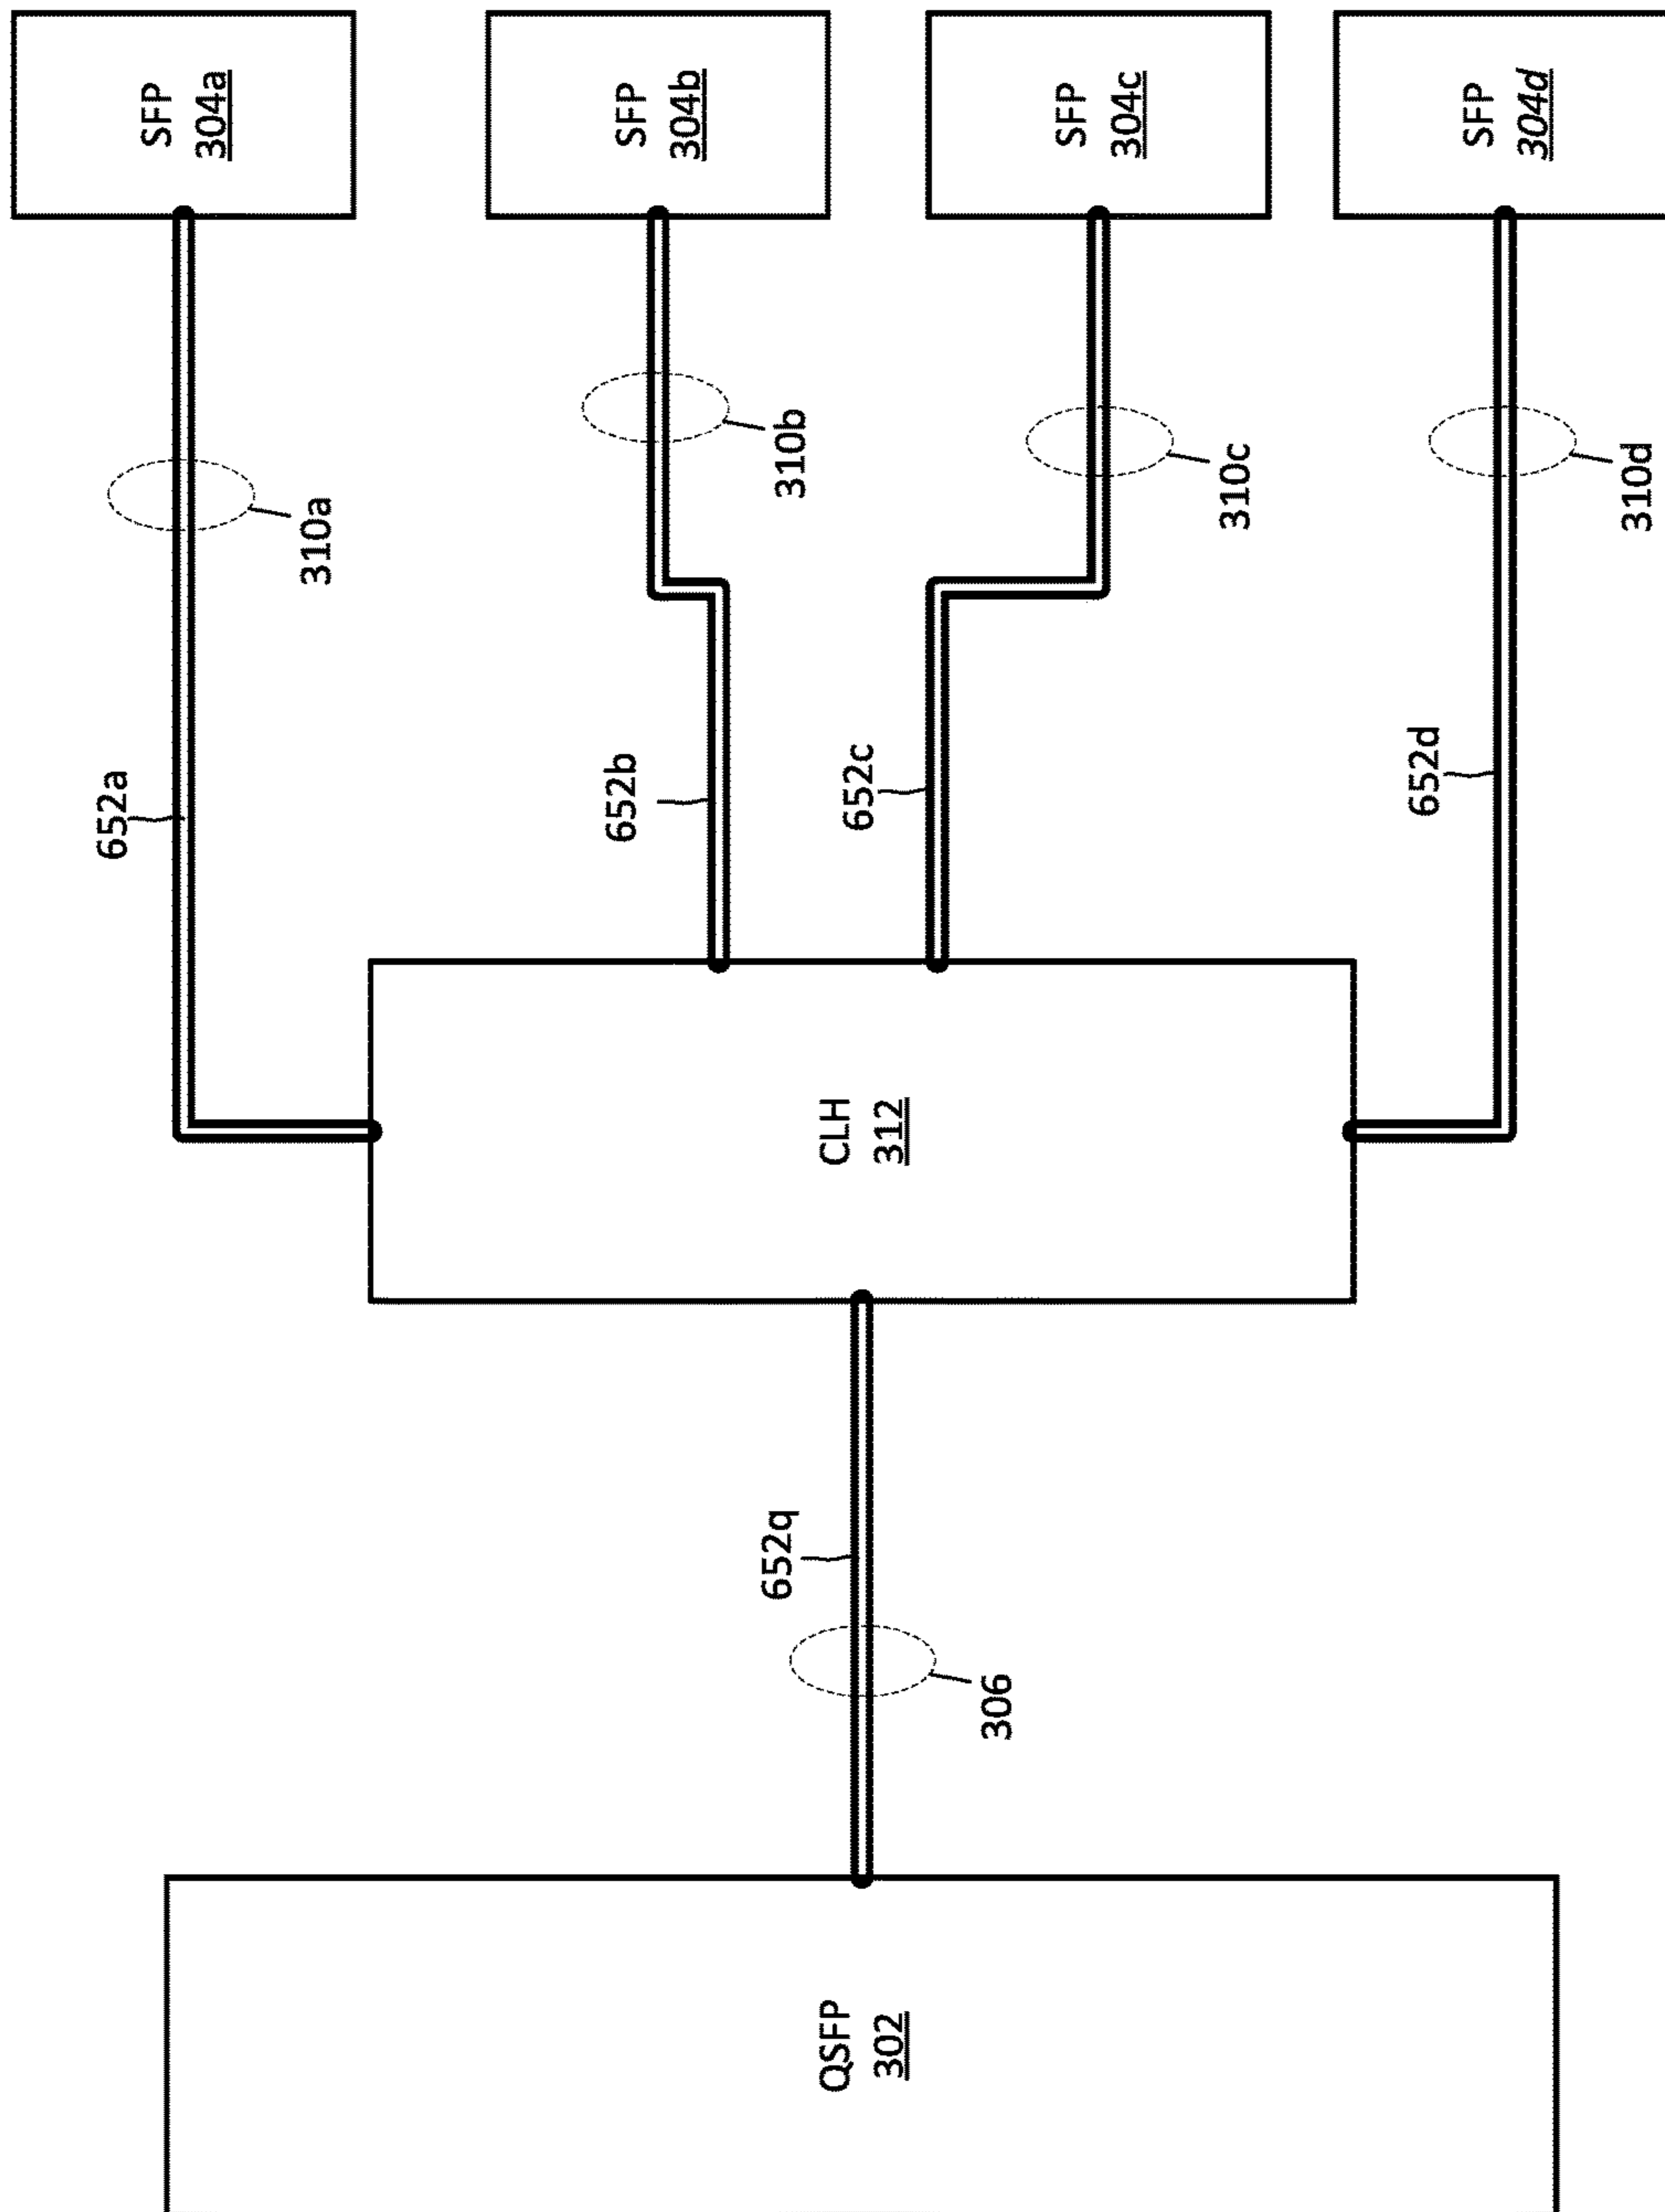 SFP
304a
SFP
304b
SFP
304c
SFP
304d
310a
310b
310c
310d
652a
652b
652c
652d
CLH
312
652q
306
QSFP
302